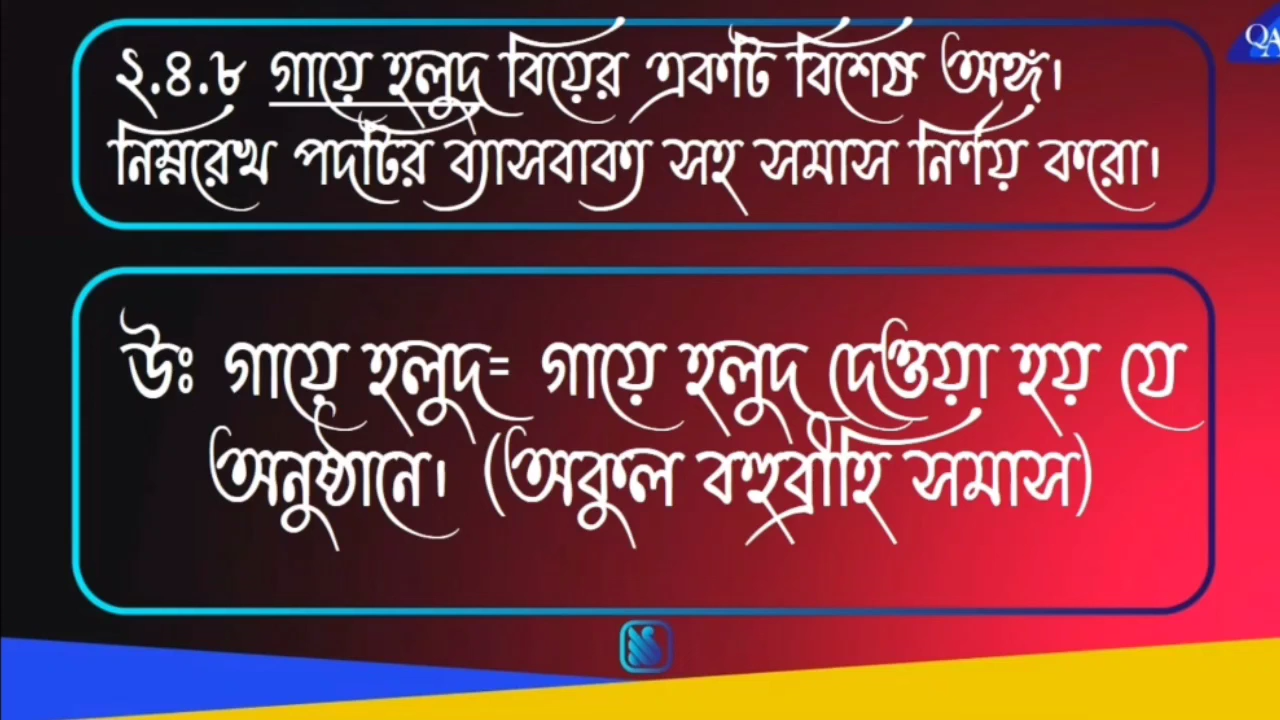 ২.৪.৮ গায়ে হলুদ বিয়ের একটি বিশেষ অঙ্গ।
নিম্নরেখ পদটির ব্যাসবাক্য সহ সমাস নির্ণয় করো।
উঃ গায়ে হলুদ= গায়ে হলুদ দেওয়া হয় যে
অনুষ্ঠানে। (অকুল বহুব্রীহি সমাস)